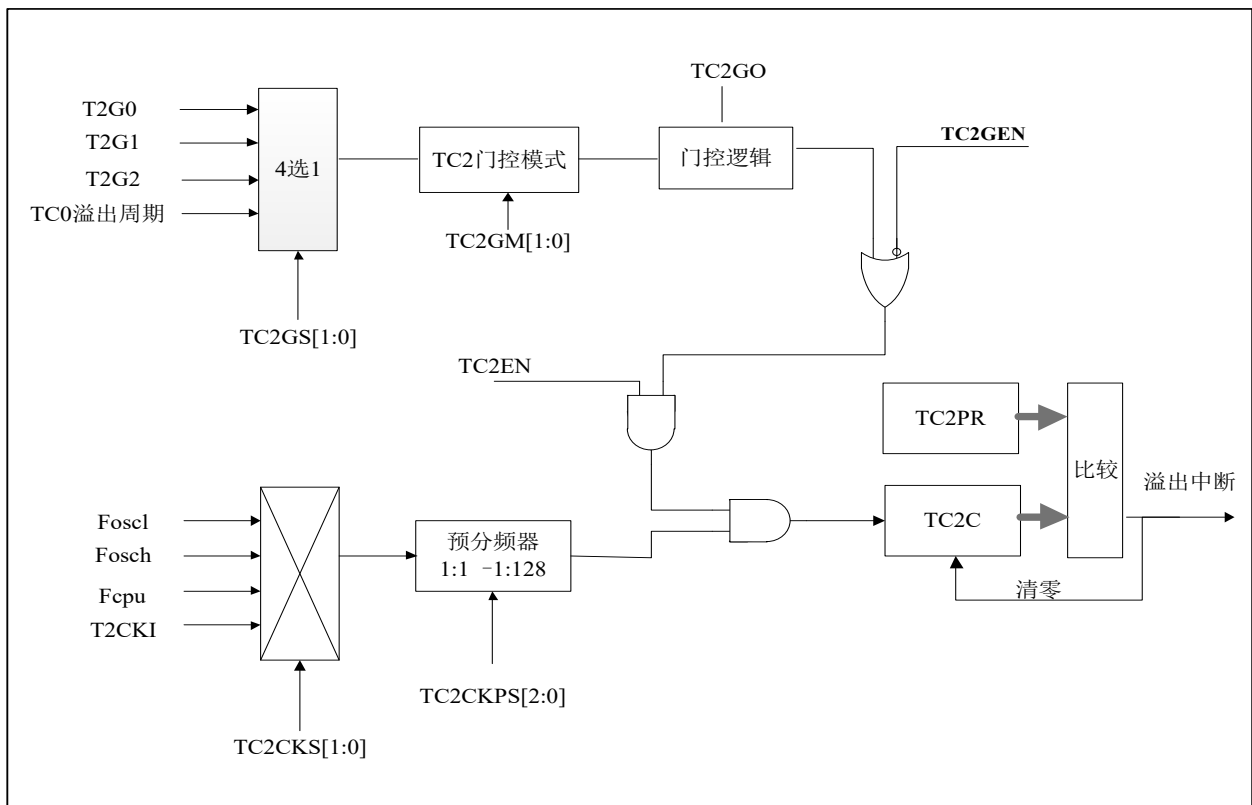 TC2GO
T2G0
T2G1
T2G2
TC0溢出周期
4选1
TC2门控模式
门控逻辑
TC2GEN
TC2GM[1:0]
TC2GS[1:0]
TC2EN
TC2PR
比较
溢出中断
TC2C
清零
Foscl
Fosch
Fcpu
T2CKI
预分频器
1:1 -1:128
TC2CKPS[2:0]
TC2CKS[1:0]